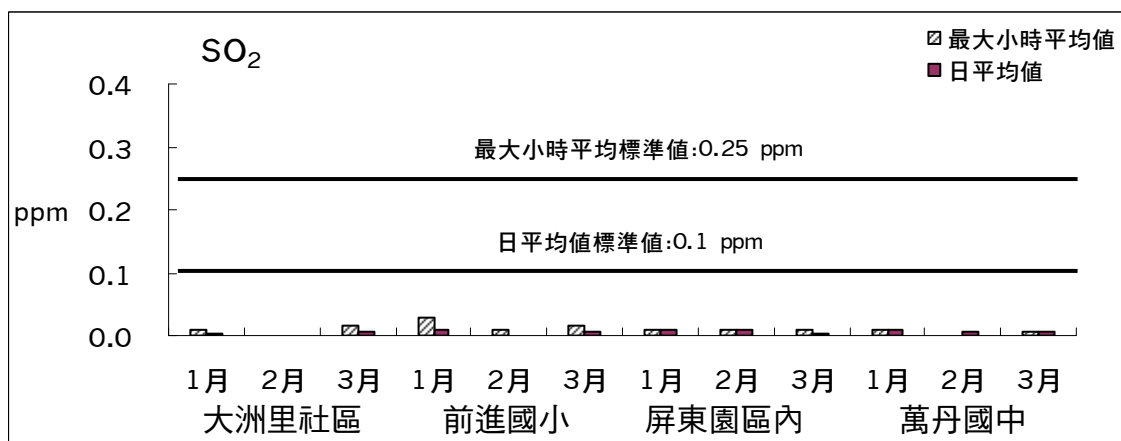 SO₂
最大小時平均值
日平均值
0.4
0.3
最大小時平均標準值:0.25 ppm
ppm 0.2
日平均值標準值:0.1 ppm
0.1
0.0
1月 2月 3月 1月 2月 3月 1月 2月 3月 1月 2月 3月
大洲里社區 前進國小 屏東園區內 萬丹國中